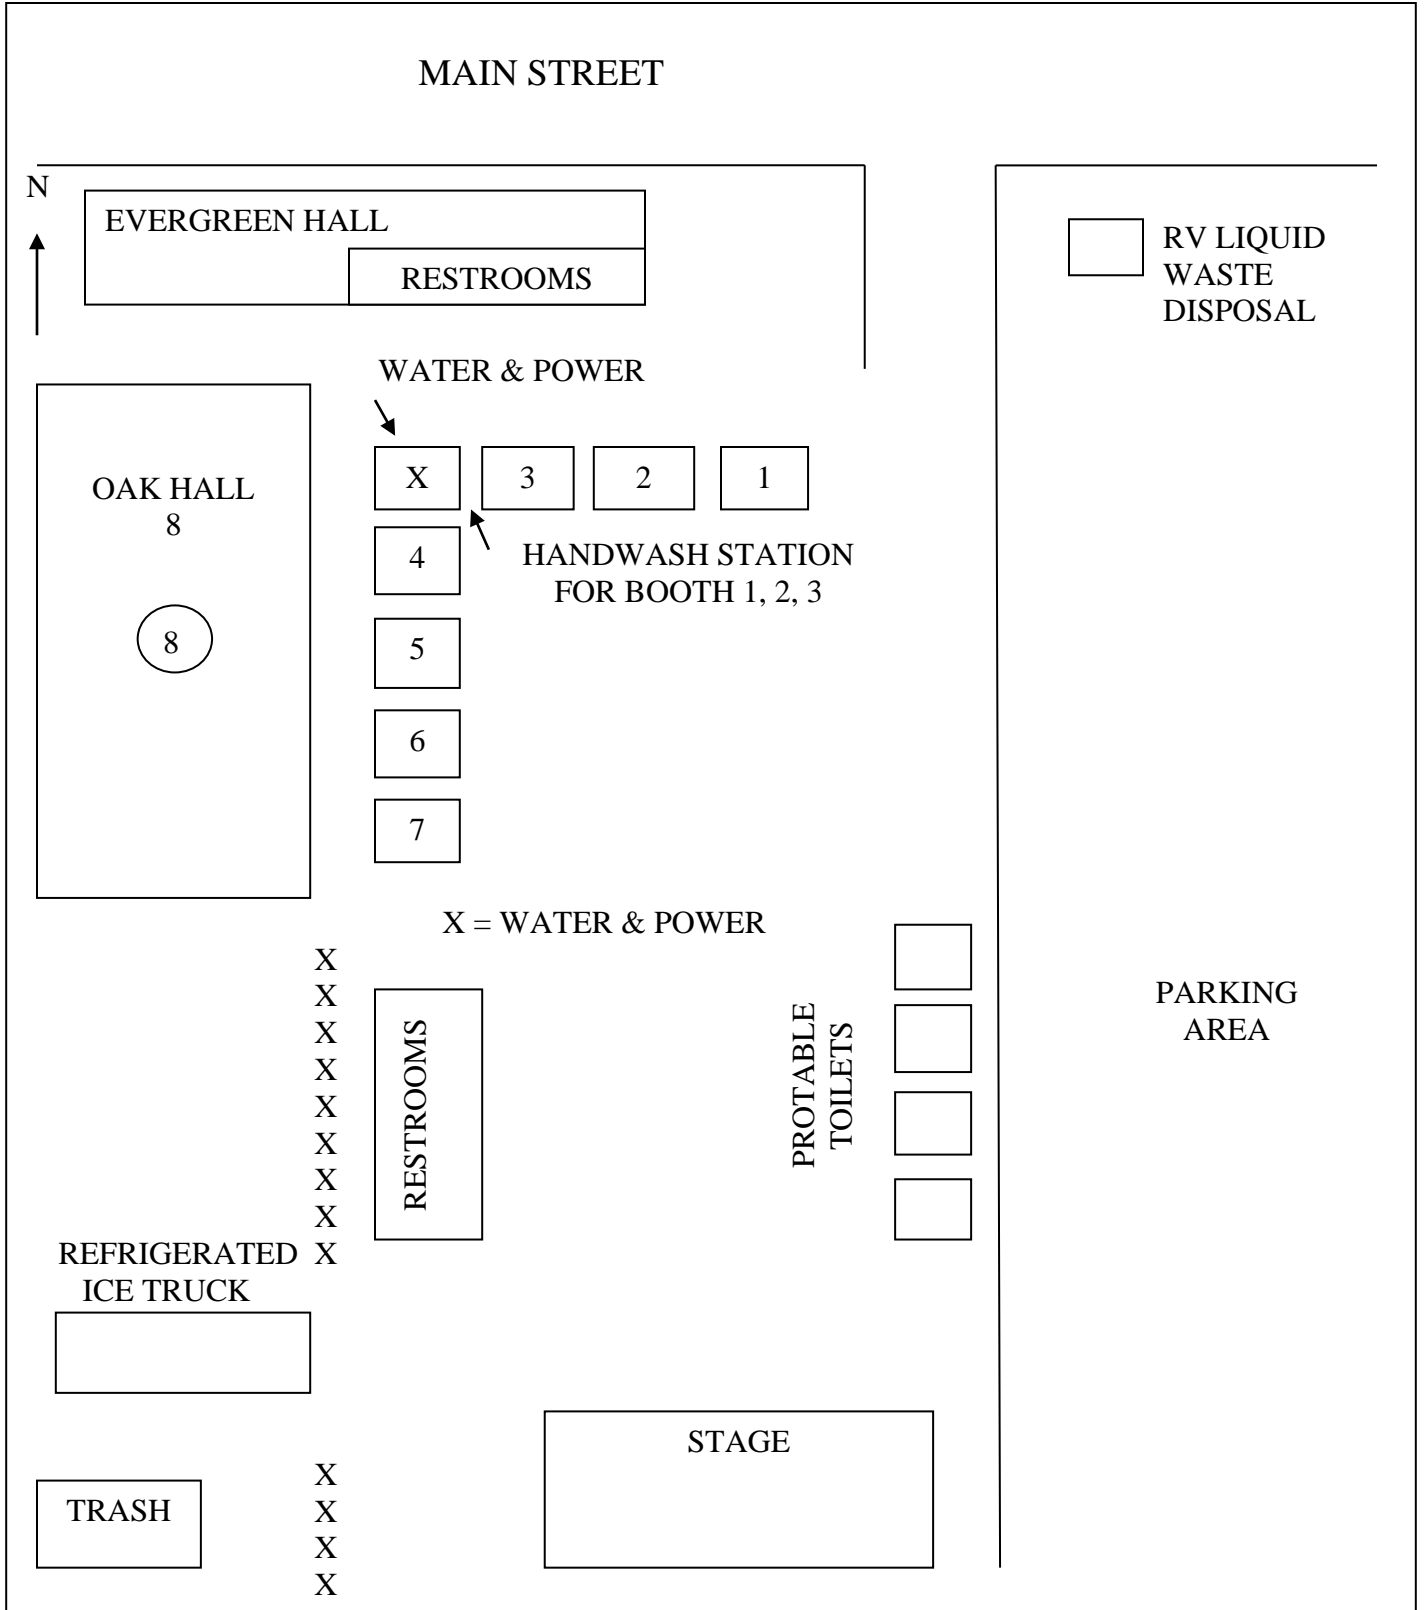 MAIN STREET
N
EVERGREEN HALL
RESTROOMS
RV LIQUID
WASTE
DISPOSAL
WATER & POWER
X
3
2
1
OAK HALL
8
4
HANDWASH STATION
FOR BOOTH 1, 2, 3
8
5
6
7
X = WATER & POWER
X
X
X
X
X
X
X
X
X
RESTROOMS
PROTABLE
TOILETS
PARKING
AREA
REFRIGERATED
ICE TRUCK
STAGE
TRASH
X
X
X
X